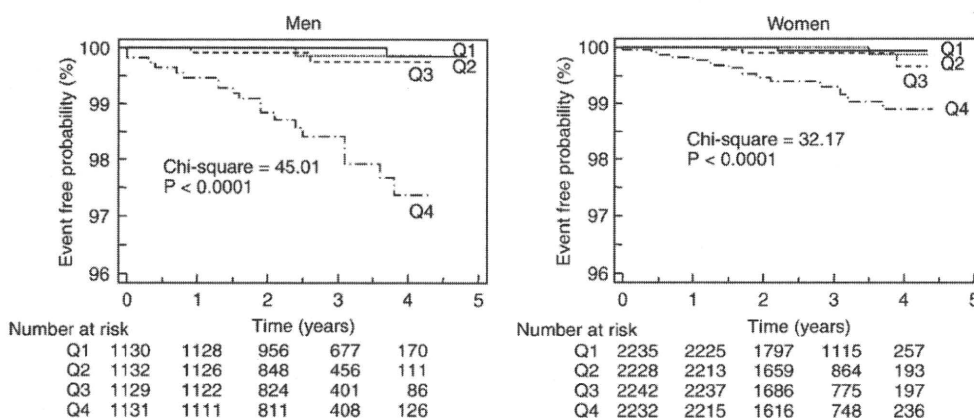 Men
Event free probability (%)
100
99
98
97
96
Q1
Q2
Q3
Q4
Chi-square = 45.01
P < 0.0001
0 1 2 3 4 5
Time (years)
Number at risk
Q1 1130 1128 956 677 170
Q2 1132 1126 848 456 111
Q3 1129 1122 824 401 86
Q4 1131 1111 811 408 126
Women
Event free probability (%)
100
99
98
97
96
Q1
Q2
Q3
Q4
Chi-square = 32.17
P < 0.0001
0 1 2 3 4 5
Time (years)
Number at risk
Q1 2235 2225 1797 1115 257
Q2 2228 2213 1659 864 193
Q3 2242 2237 1686 775 197
Q4 2232 2215 1616 748 236